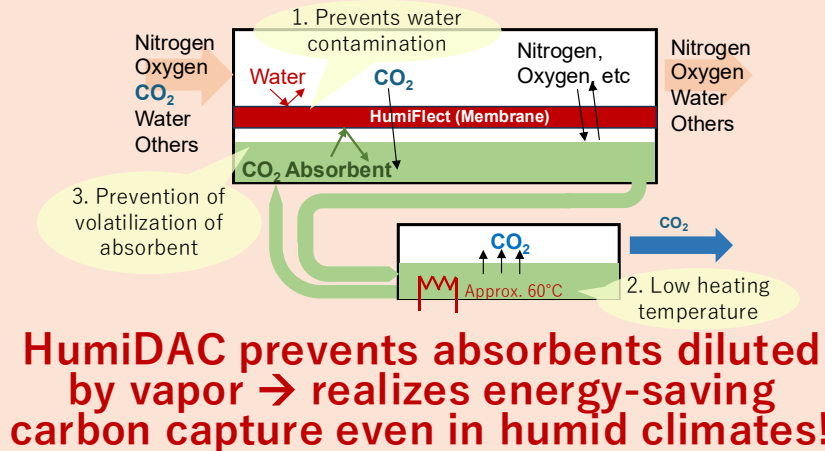 1. Prevents water
contamination
Nitrogen
Oxygen
CO₂
Water
Others
Water
CO₂
Nitrogen,
Oxygen, etc
Nitrogen
Oxygen
Water
Others
HumiFlect (Membrane)
CO₂ Absorbent
3. Prevention of
volatilization of
absorbent
CO₂
CO₂
Approx. 60°C
2. Low heating
temperature
HumiDAC prevents absorbents diluted
by vapor → realizes energy-saving
carbon capture even in humid climates!